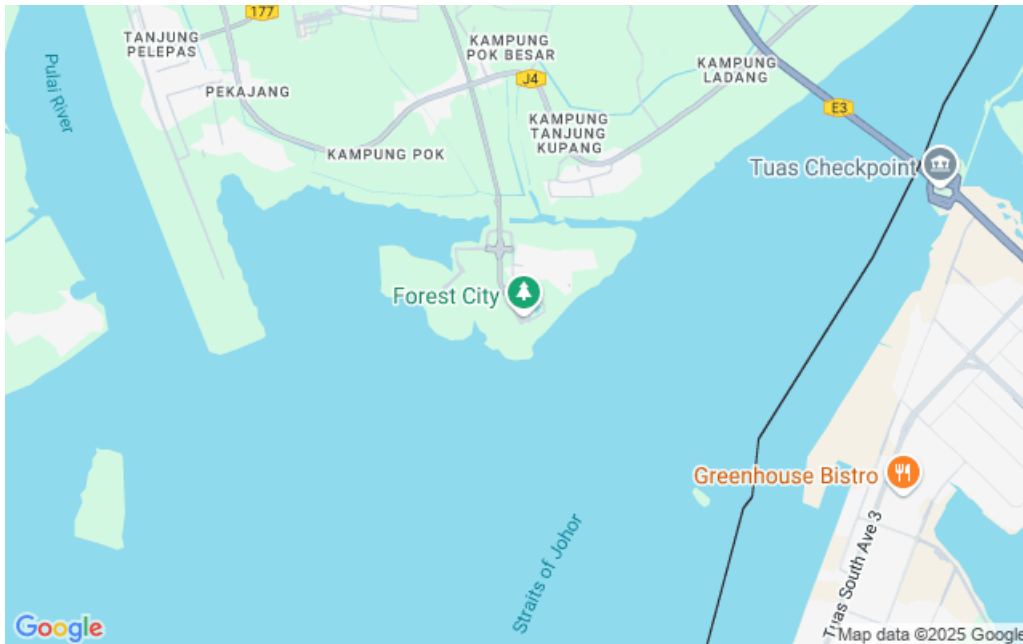 177
TANJUNG
PELEPAS
KAMPUNG
POK BESAR
KAMPUNG
LADANG
Pulai River
PEKAJANG
J4
E3
KAMPUNG
TANJUNG
KUPANG
KAMPUNG POK
Tuas Checkpoint
Forest City
Greenhouse Bistro
Straits of Johor
Tuas South Ave 3
Google
Map data ©2025 Google